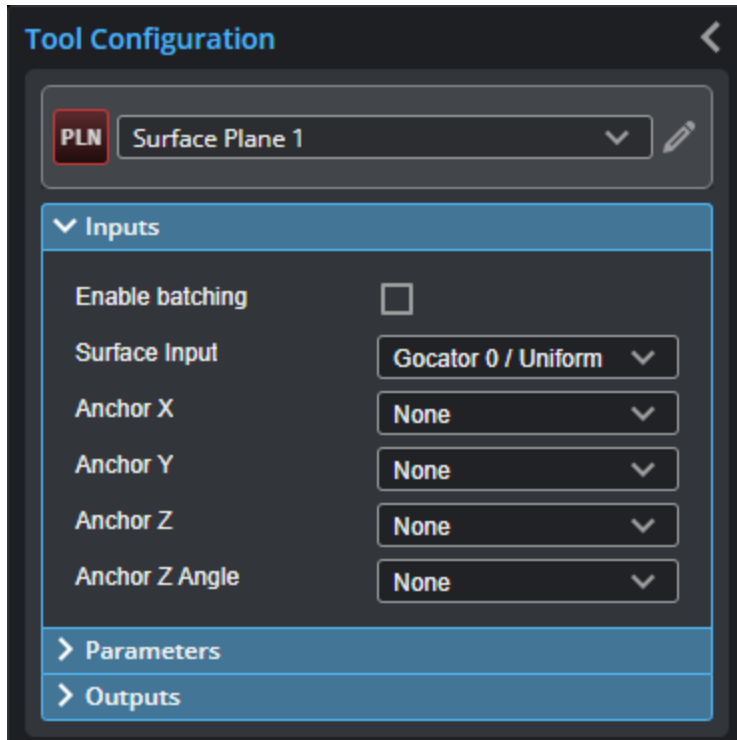 Tool Configuration
PLN Surface Plane 1
Inputs
Enable batching
Surface Input Gocator 0 / Uniform
Anchor X None
Anchor Y None
Anchor Z None
Anchor Z Angle None
Parameters
Outputs